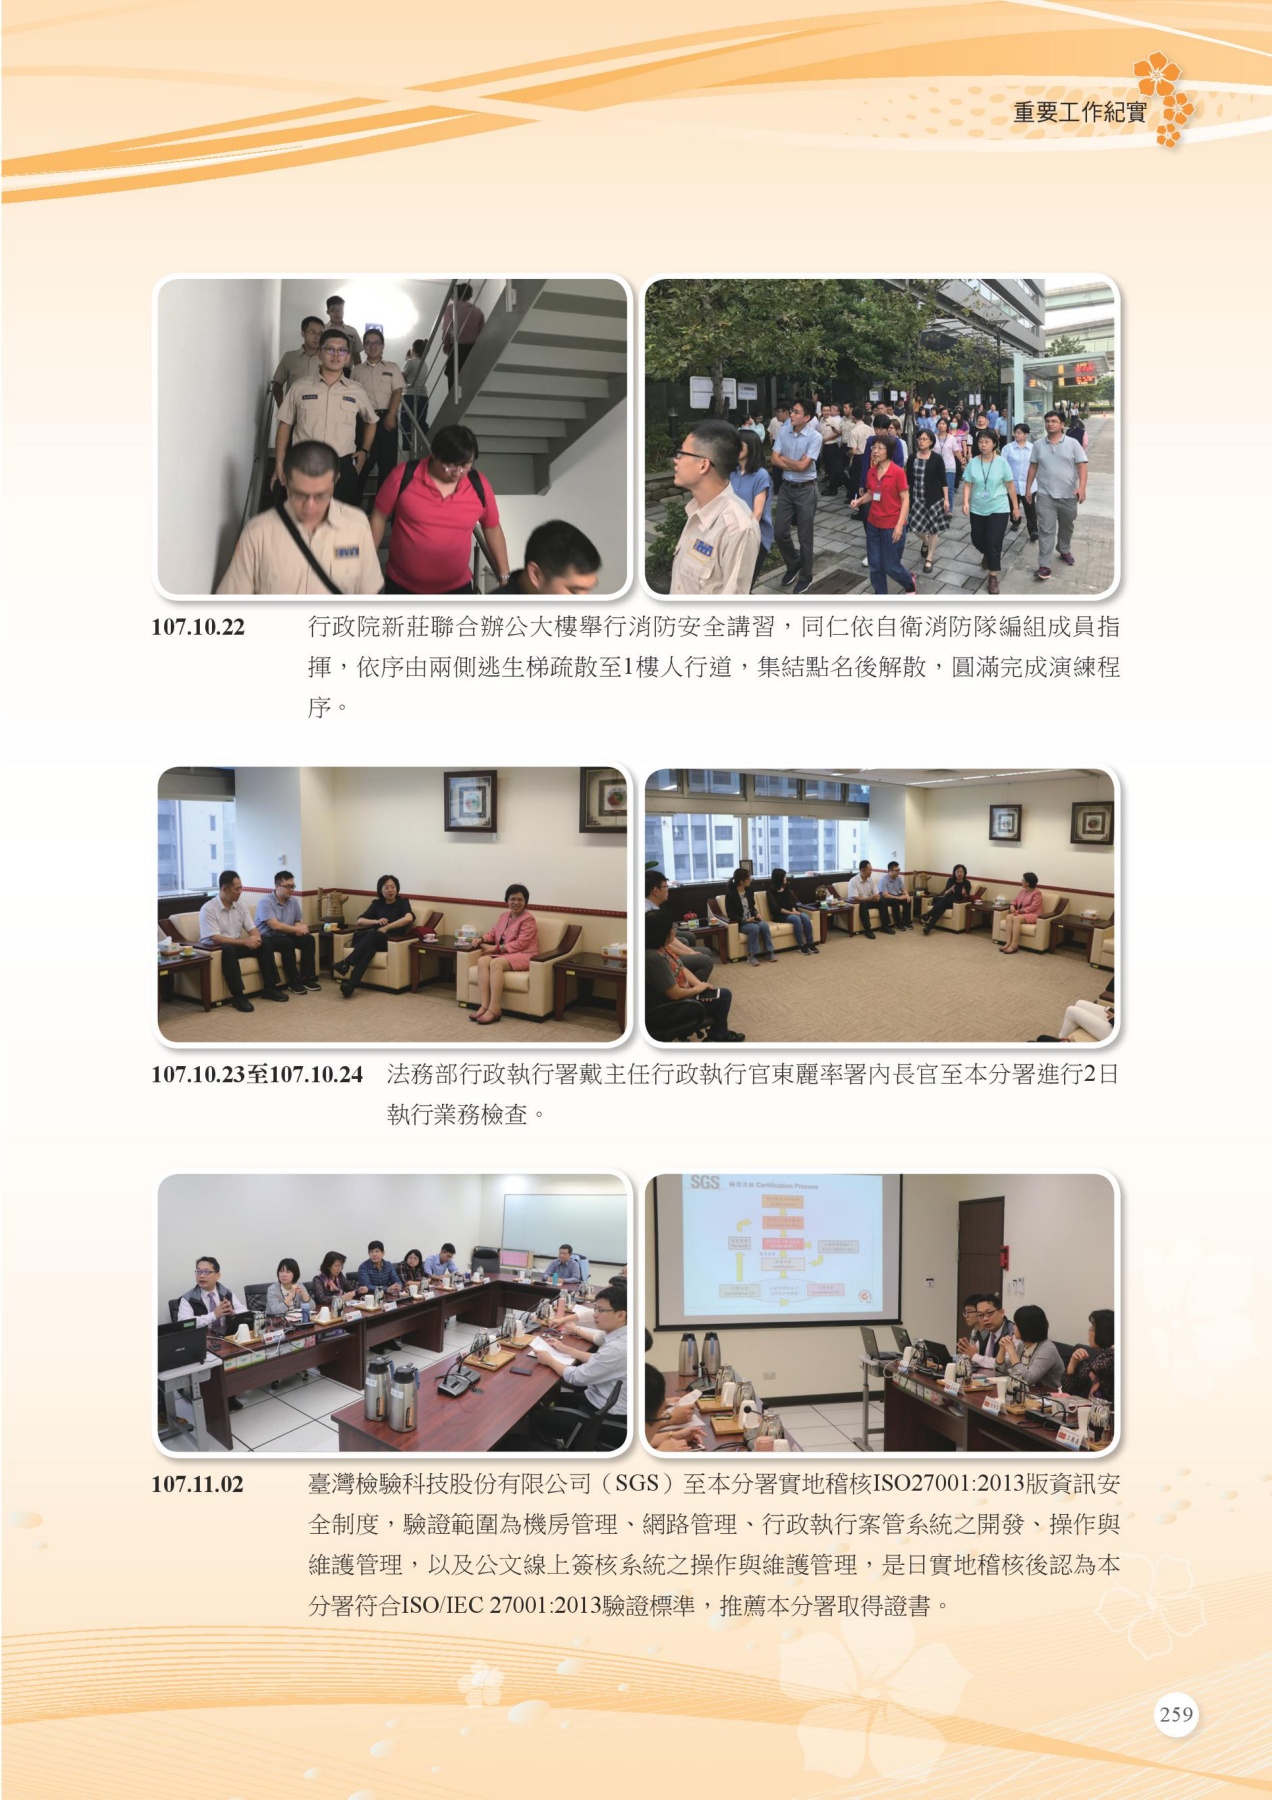 重要工作紀實
107.10.22 行政院新莊聯合辦公大樓舉行消防安全講習，同仁依自衛消防隊編組成員指
揮，依序由兩側逃生梯疏散至1樓人行道，集結點名後解散，圓滿完成演練程
序。
107.10.23至107.10.24 法務部行政執行署戴主任行政執行官東麗率署內長官至本分署進行2日
執行業務檢查。
SGS 驗證流程 Certification Process
107.11.02 臺灣檢驗科技股份有限公司（SGS）至本分署實地稽核ISO27001:2013版資訊安
全制度，驗證範圍為機房管理、網路管理、行政執行案管系統之開發、操作與
維護管理，以及公文線上簽核系統之操作與維護管理，是日實地稽核後認為本
分署符合ISO/IEC 27001:2013驗證標準，推薦本分署取得證書。
259